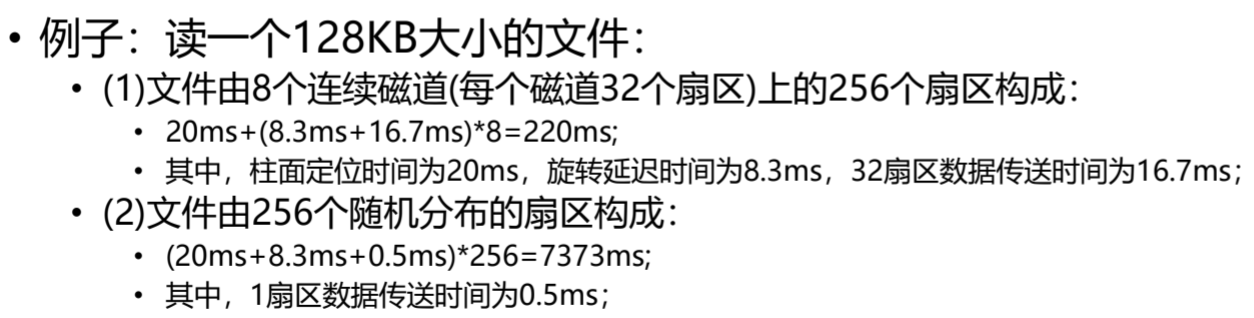 • 例子：读一个128KB大小的文件：
• (1)文件由8个连续磁道(每个磁道32个扇区)上的256个扇区构成：
• 20ms+(8.3ms+16.7ms)*8=220ms;
• 其中，柱面定位时间为20ms，旋转延迟时间为8.3ms，32扇区数据传送时间为16.7ms；
• (2)文件由256个随机分布的扇区构成：
• (20ms+8.3ms+0.5ms)*256=7373ms;
• 其中，1扇区数据传送时间为0.5ms；